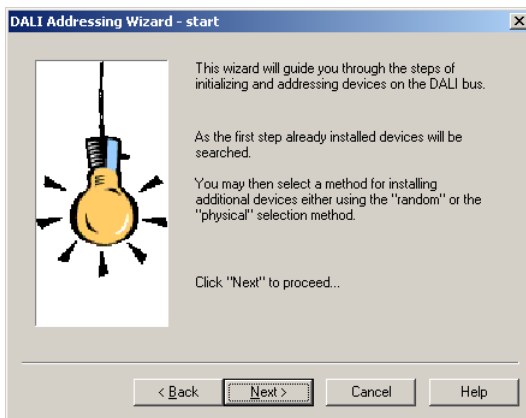 DALI Addressing Wizard - start
This wizard will guide you through the steps of
initializing and addressing devices on the DALI bus.
As the first step already installed devices will be
searched.
You may then select a method for installing
additional devices either using the "random" or the
"physical" selection method.
Click "Next" to proceed...
< Back
Next >
Cancel
Help